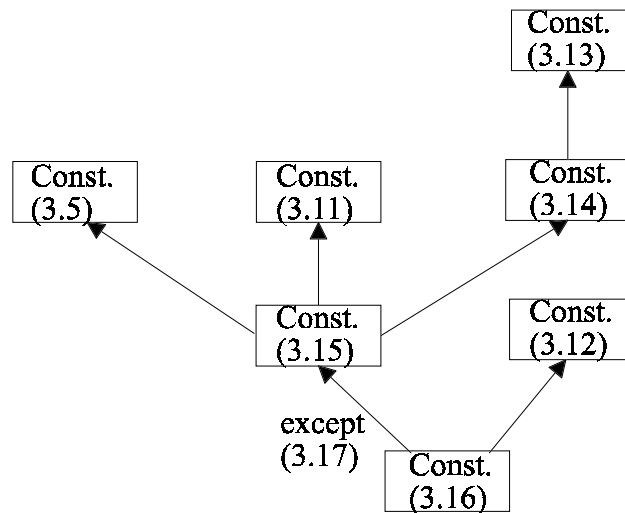 Const.
(3.13)
Const.
(3.5)
Const.
(3.11)
Const.
(3.14)
Const.
(3.15)
Const.
(3.12)
except
(3.17)
Const.
(3.16)